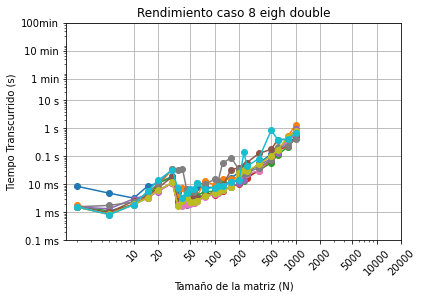 Rendimiento caso 8 eigh double
100min
10 min
1 min
10 s
1 s
0.1 s
10 ms
1 ms
0.1 ms
Tiempo Transcurrido (s)
10
20
50
100
200
500
1000
2000
5000
10000
20000
Tamaño de la matriz (N)